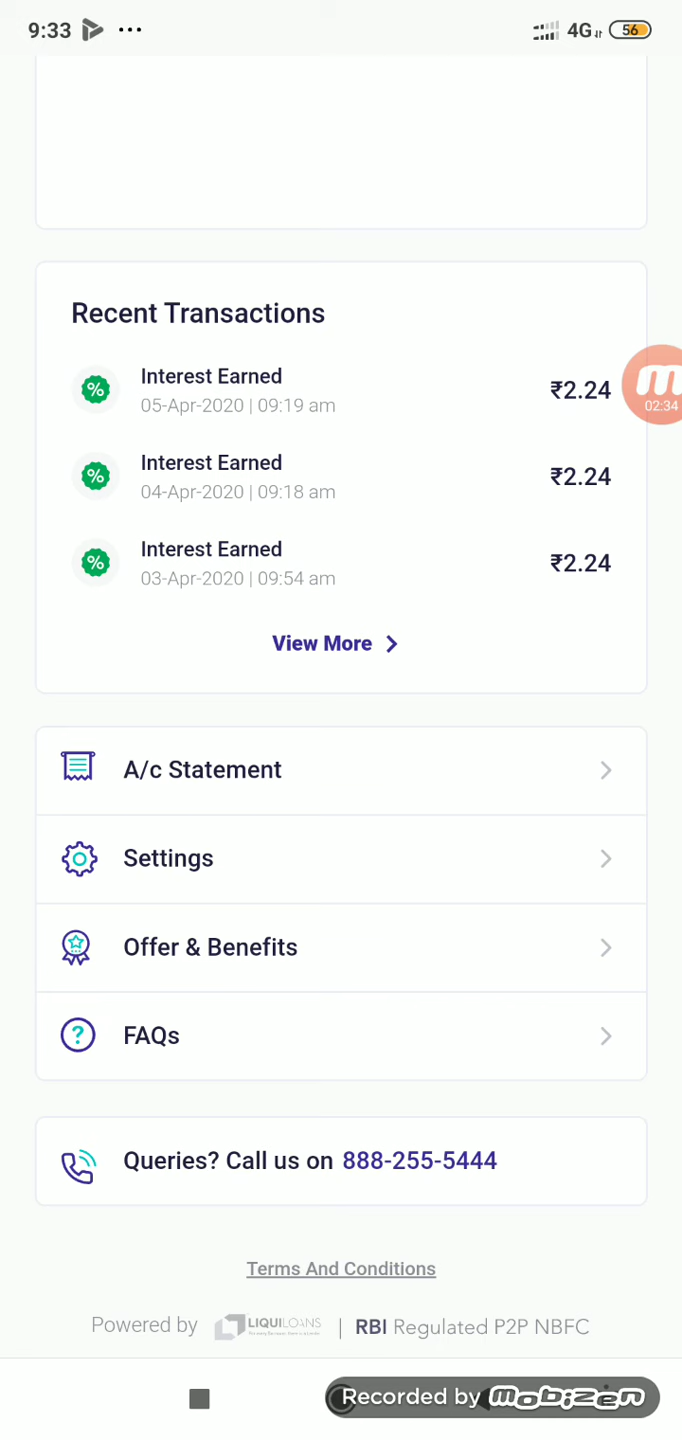 9:33 ... 4G 56
Recent Transactions
Interest Earned
05-Apr-2020 | 09:19 am
₹2.24
02:34
Interest Earned
04-Apr-2020 | 09:18 am
₹2.24
Interest Earned
03-Apr-2020 | 09:54 am
₹2.24
View More
A/c Statement
Settings
Offer & Benefits
FAQs
Queries? Call us on 888-255-5444
Terms And Conditions
Powered by LIQUILOANS | RBI Regulated P2P NBFC
Recorded by mobizen